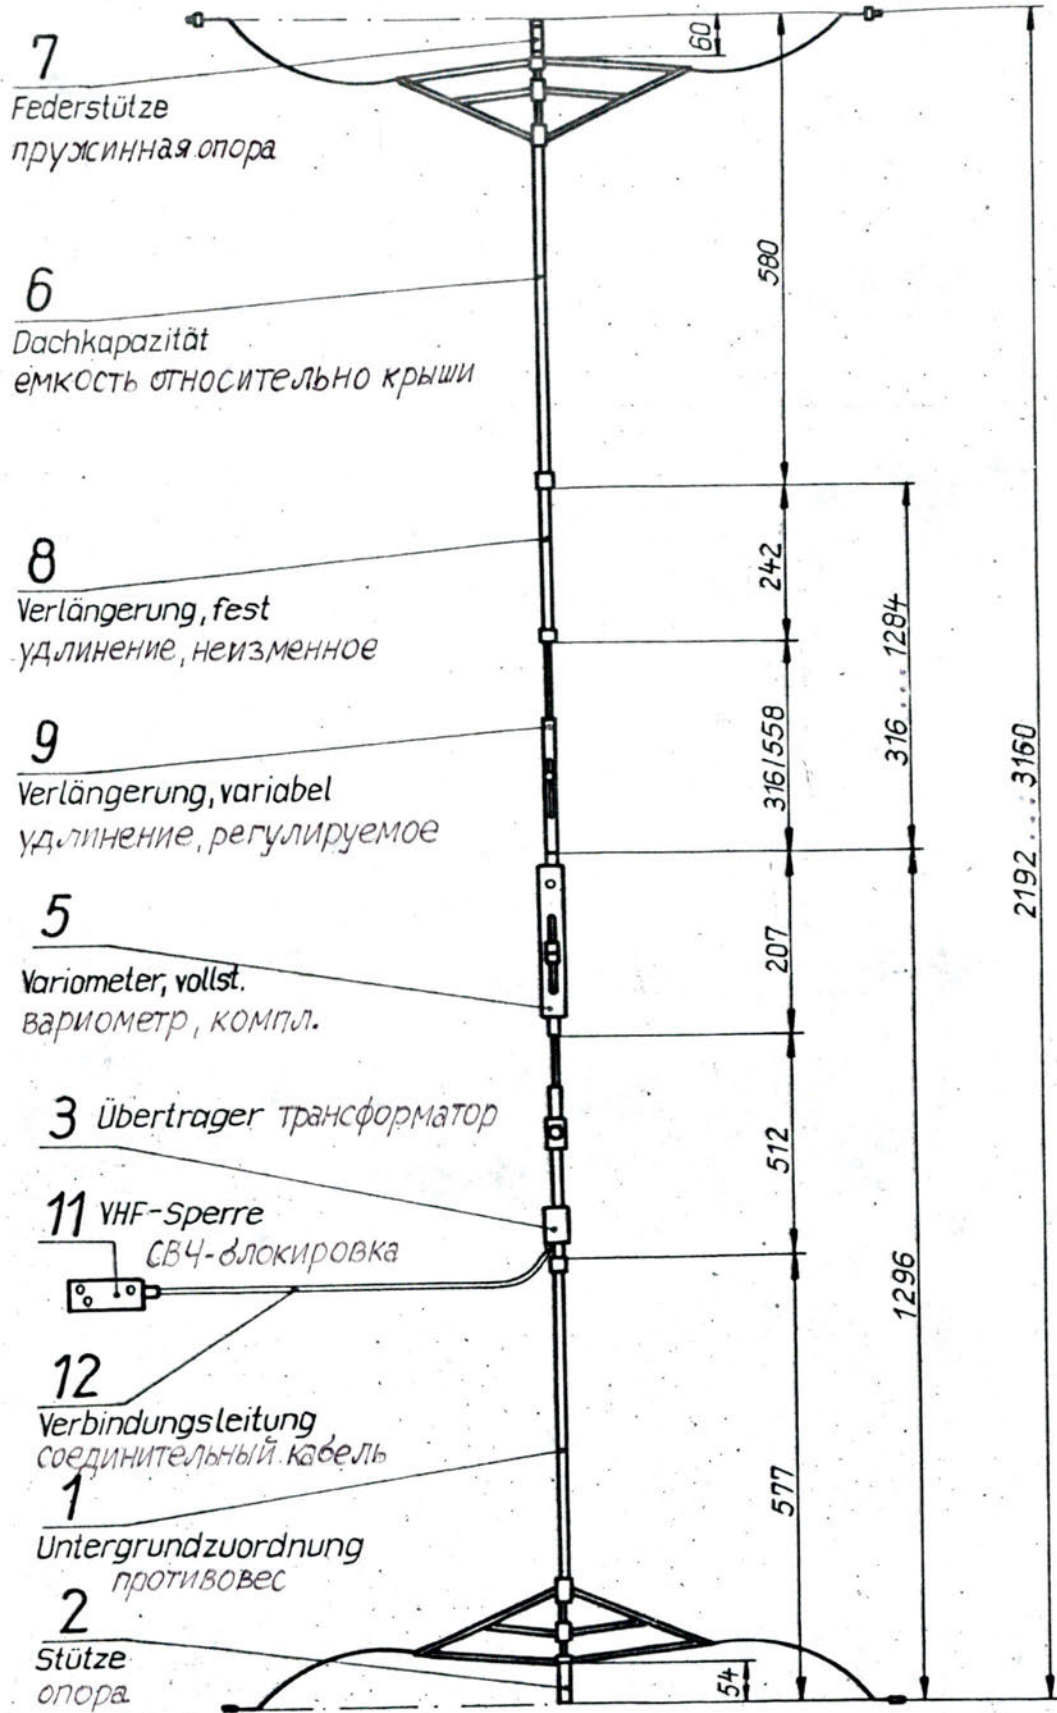 7
Federstütze
пружинная опора
6
Dachkapazität
емкость относительно крыши
8
Verlängerung, fest
удлинение, неизменное
9
Verlängerung, variabel
удлинение, регулируемое
5
Variometer, vollst.
вариометр, компл.
3 Übertrager трансформатор
11 VHF-Sperre
СВЧ-блокировка
12
Verbindungsleitung
соединительный кабель
1
Untergrundzuordnung
противовес
2
Stütze
опора
60
580
242
316/558
316...1284
207
512
577
1296
54
2192...3160